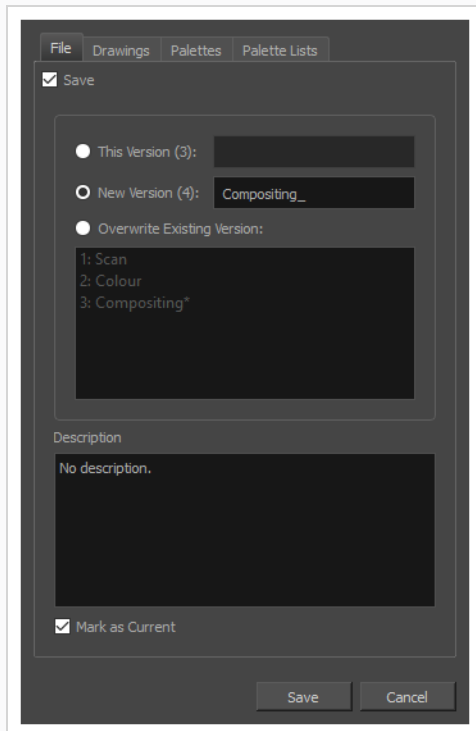 File Drawings Palettes Palette Lists
Save
This Version (3):
New Version (4): Compositing_
Overwrite Existing Version:
1: Scan
2: Colour
3: Compositing*
Description
No description.
Mark as Current
Save Cancel